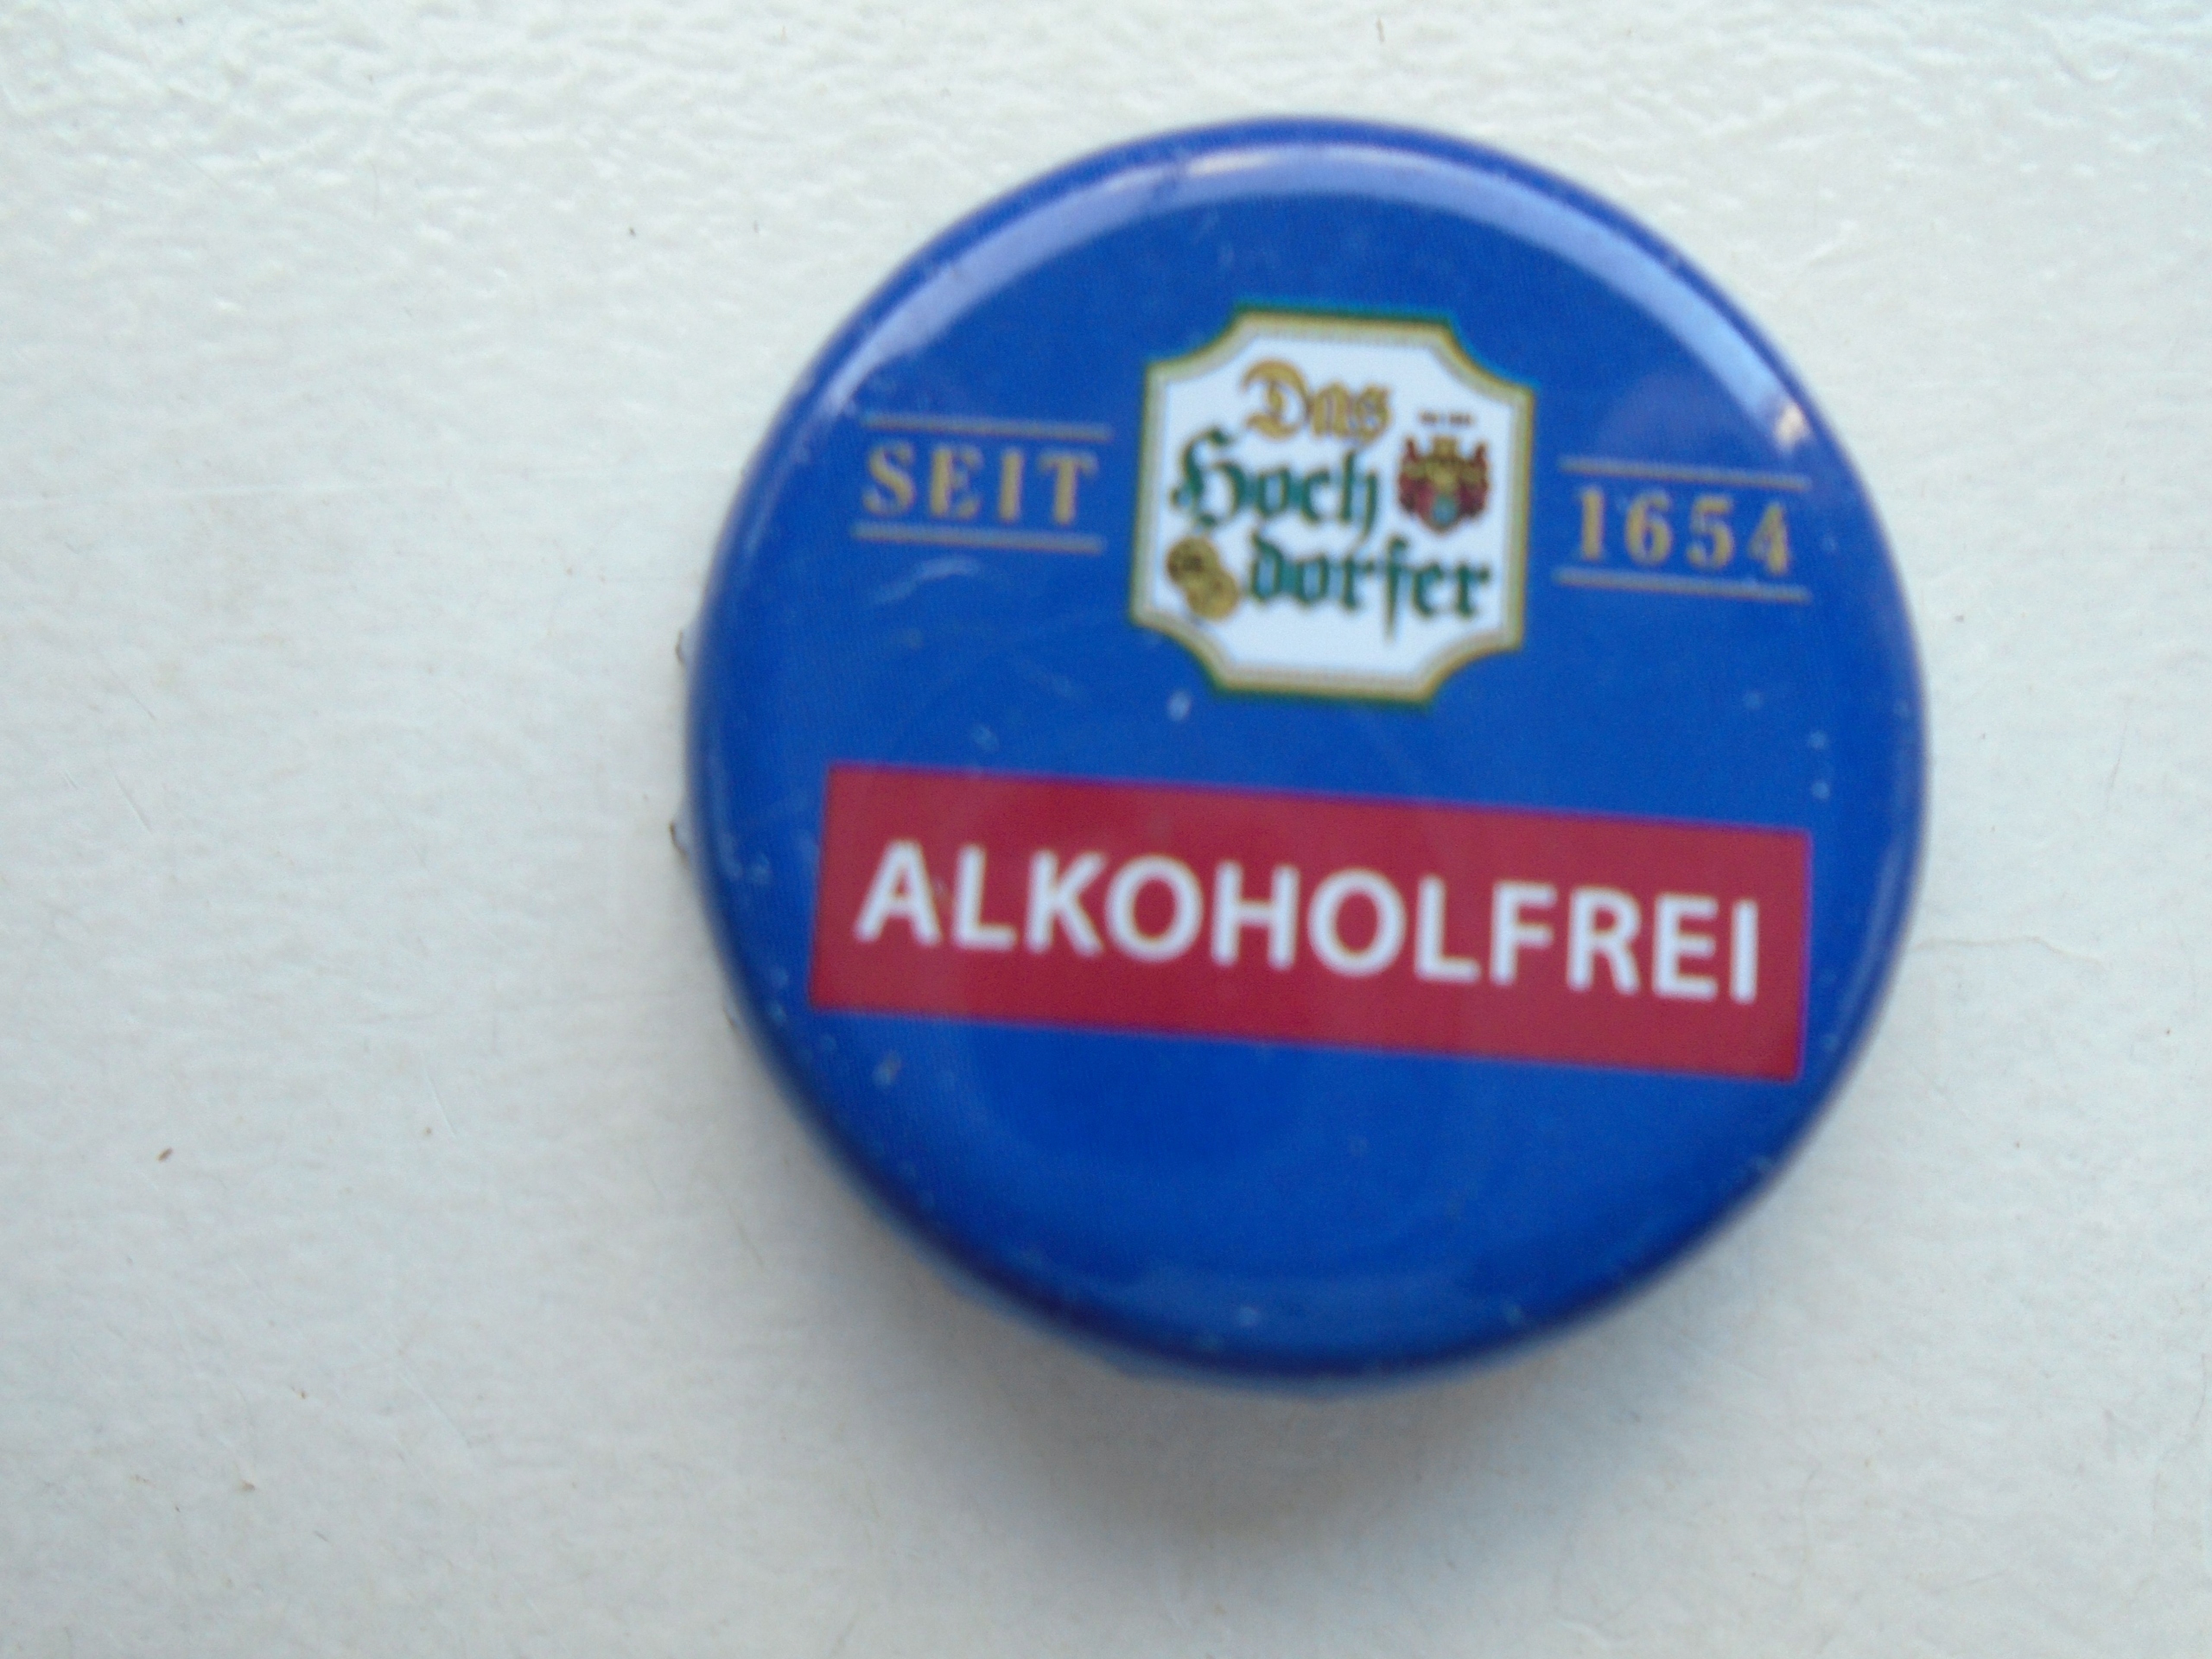 SEIT
Das
Hoch
dorfer
1654
ALKOHOLFREI